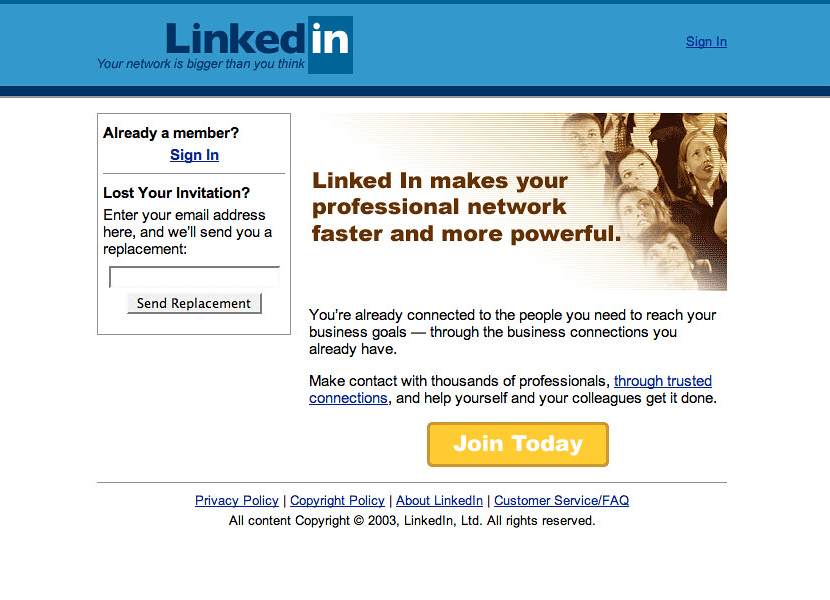 Linkedin
Your network is bigger than you think
Sign In
Already a member?
Sign In
Lost Your Invitation?
Enter your email address
here, and we'll send you a
replacement:
Send Replacement
Linked In makes your
professional network
faster and more powerful.
You're already connected to the people you need to reach your
business goals — through the business connections you
already have.
Make contact with thousands of professionals, through trusted
connections, and help yourself and your colleagues get it done.
Join Today
Privacy Policy | Copyright Policy | About LinkedIn | Customer Service/FAQ
All content Copyright © 2003, LinkedIn, Ltd. All rights reserved.